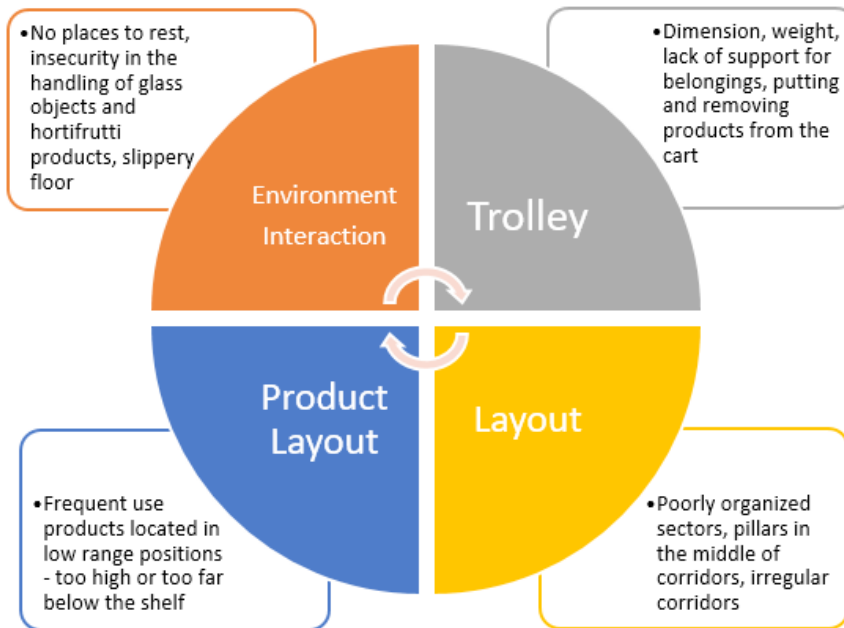 •No places to rest,
insecurity in the
handling of glass
objects and
hortifrutti
products, slippery
floor
•Dimension, weight,
lack of support for
belongings, putting
and removing
products from the
cart
Environment
Interaction
Trolley
Product
Layout
Layout
•Frequent use
products located in
low range positions
- too high or too far
below the shelf
•Poorly organized
sectors, pillars in
the middle of
corridors, irregular
corridors